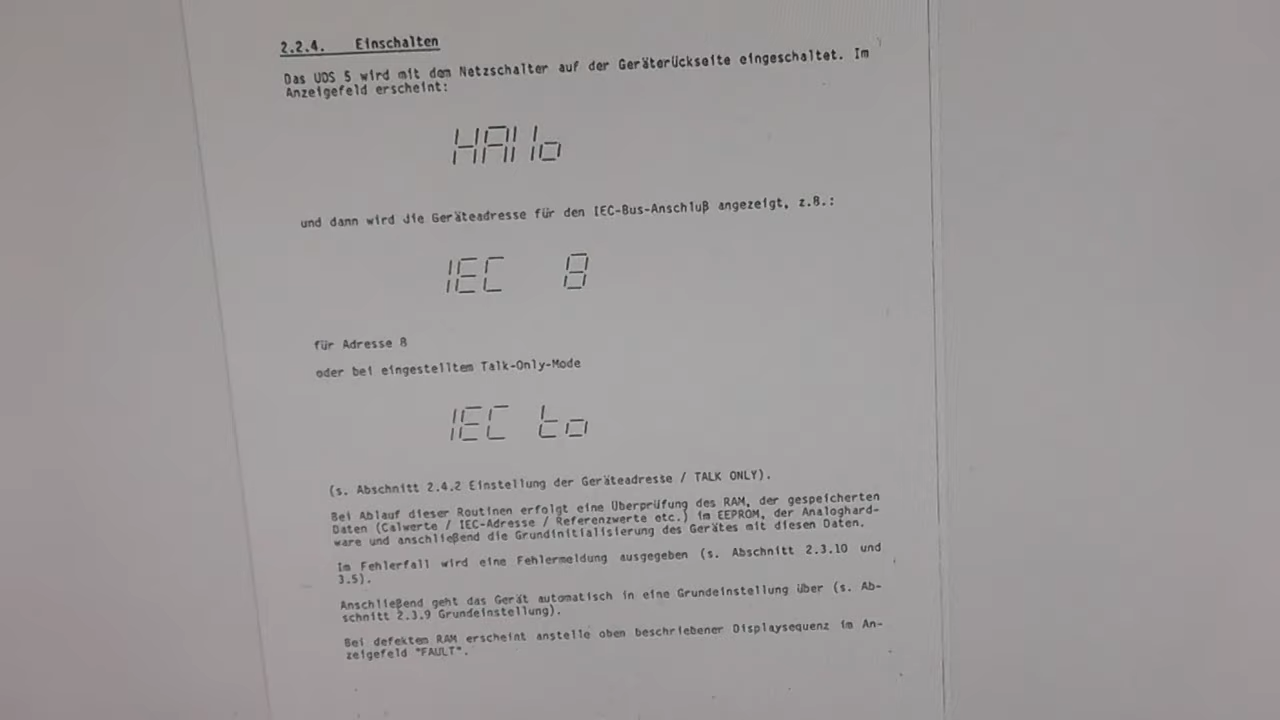 2.2.4. Einschalten
Das UDS 5 wird mit dem Netzschalter auf der Geräterückseite eingeschaltet. Im
Anzeigefeld erscheint:
HAllo
und dann wird die Geräteadresse für den IEC-Bus-Anschluß angezeigt, z.B.:
IEC 8
für Adresse 8
oder bei eingestelltem Talk-Only-Mode
IEC to
(s. Abschnitt 2.4.2 Einstellung der Geräteadresse / TALK ONLY).
Bei Ablauf dieser Routinen erfolgt eine Überprüfung des RAM, der gespeicherten
Daten (Calwerte / IEC-Adresse / Referenzwerte etc.) im EEPROM, der Analoghard-
ware und anschließend die Grundinitialisierung des Gerätes mit diesen Daten.
Im Fehlerfall wird eine Fehlermeldung ausgegeben (s. Abschnitt 2.3.10 und
3.5).
Anschließend geht das Gerät automatisch in eine Grundeinstellung über (s. Ab-
schnitt 2.3.9 Grundeinstellung).
Bei defektem RAM erscheint anstelle oben beschriebener Displaysequenz im An-
zeigefeld "FAULT".